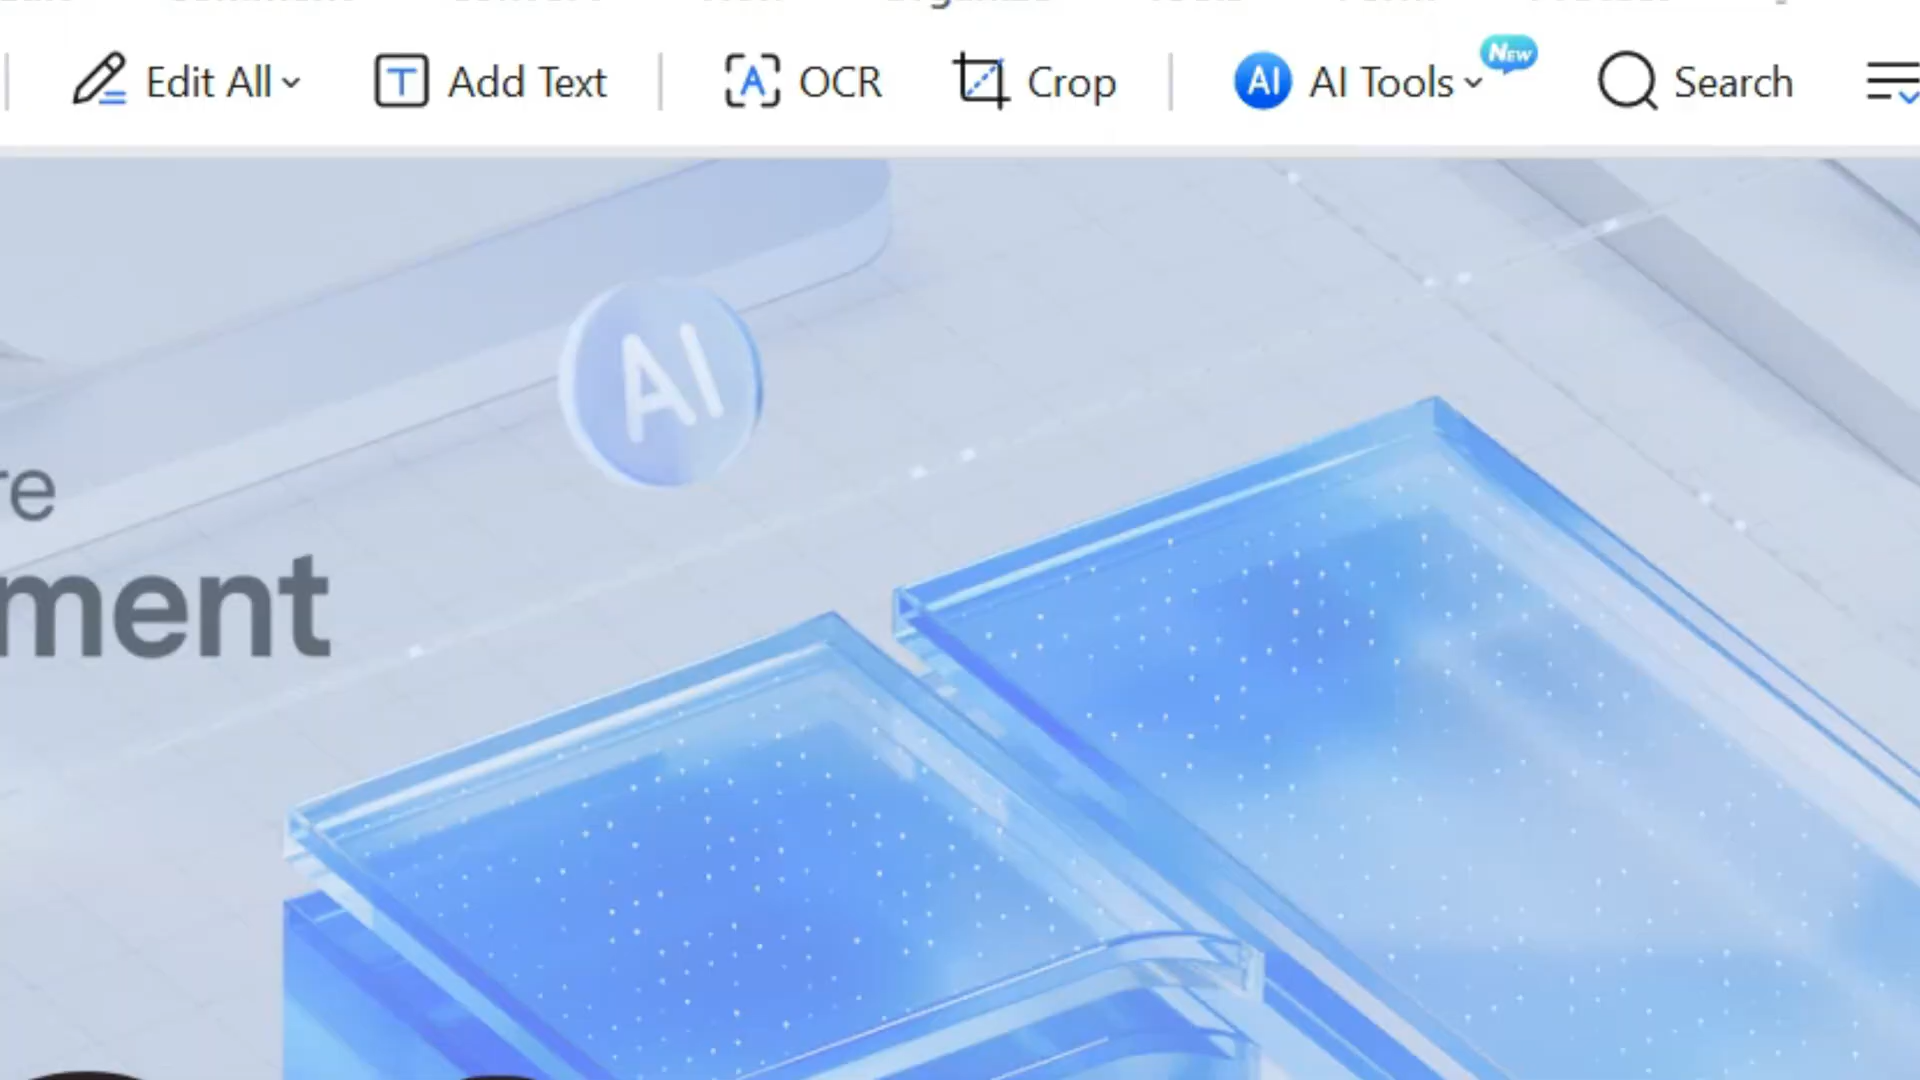 Edit All
Add Text
OCR
Crop
AI
AI Tools
New
Search
AI
re
ment